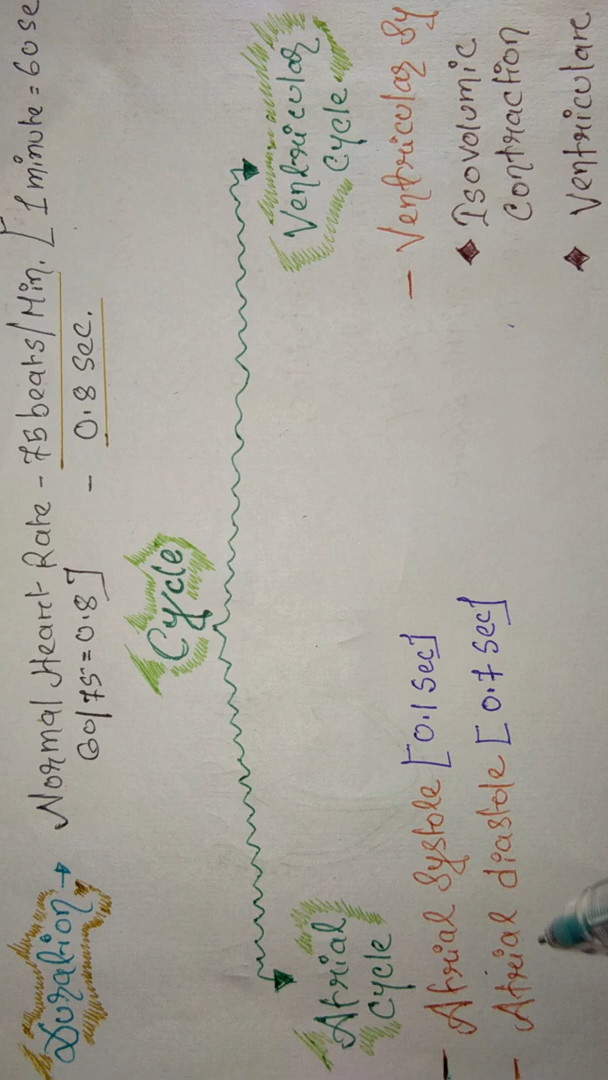 Duration → Normal Heart Rate - 75 beats/Min. [1 minute = 60 se
60/75 = 0.8] - 0.8 sec.
Cycle
Atrial
Cycle
- Atrial Systole [0.1 sec]
- Atrial diastole [0.7 sec]
Ventricular
Cycle
- Ventricular Sy
◆ Isovolumic
Contraction
◆ Ventriculare